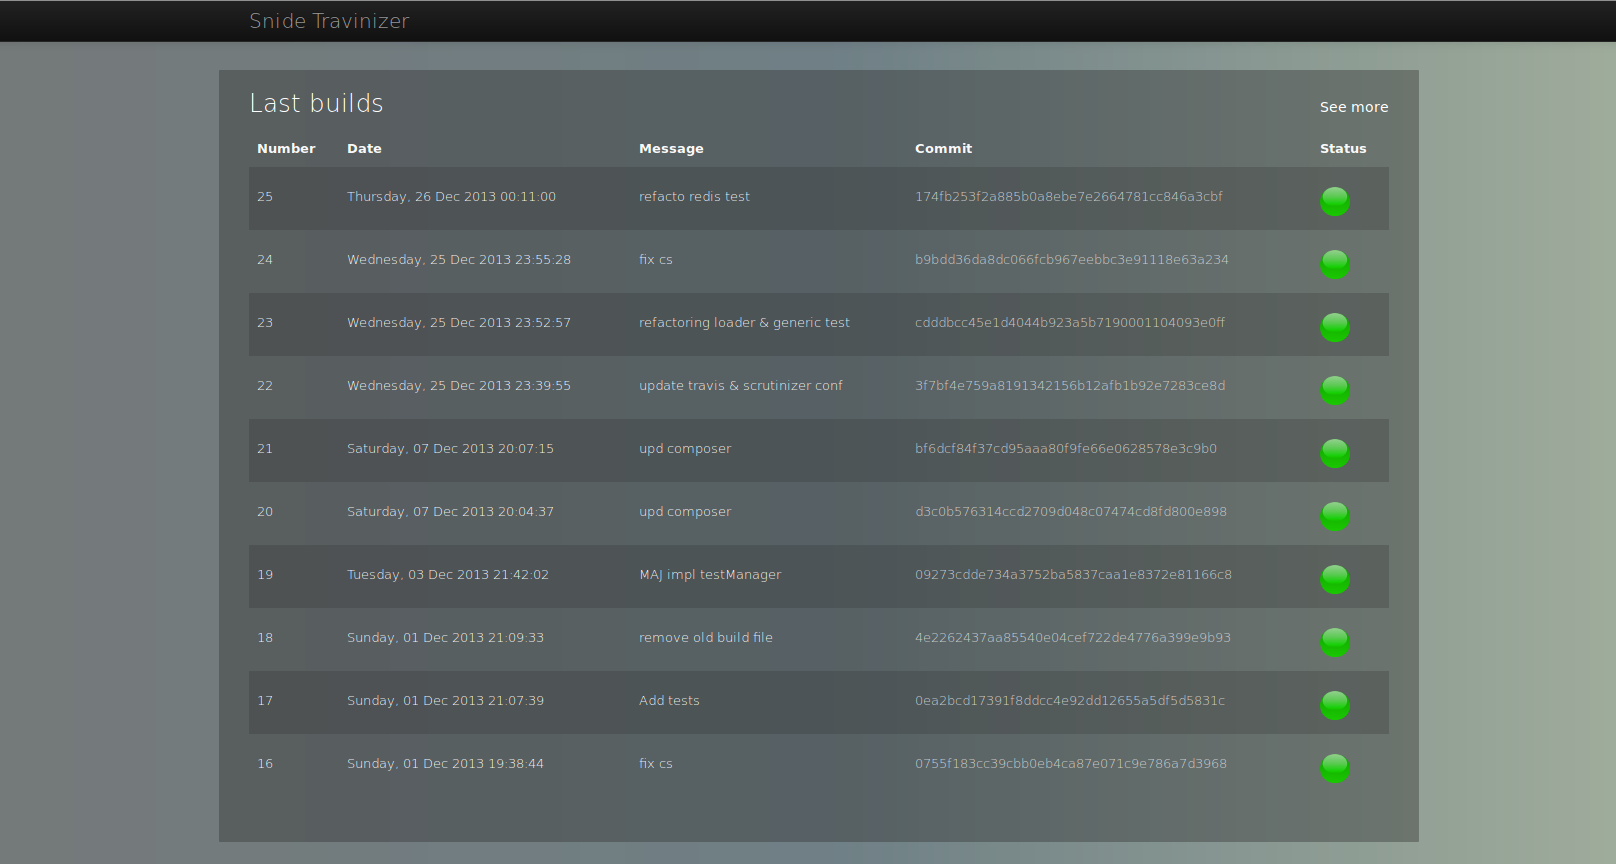 Snide Travinizer
Last builds
See more
Number Date Message Commit Status
25 Thursday, 26 Dec 2013 00:11:00 refacto redis test 174fb253f2a885b0a8ebe7e2664781cc846a3cbf
24 Wednesday, 25 Dec 2013 23:55:28 fix cs b9bdd36da8dc066fcb967eebbc3e91118e63a234
23 Wednesday, 25 Dec 2013 23:52:57 refactoring loader & generic test cdddbcc45e1d4044b923a5b7190001104093e0ff
22 Wednesday, 25 Dec 2013 23:39:55 update travis & scrutinizer conf 3f7bf4e759a8191342156b12afb1b92e7283ce8d
21 Saturday, 07 Dec 2013 20:07:15 upd composer bf6dcf84f37cd95aaa80f9fe66e0628578e3c9b0
20 Saturday, 07 Dec 2013 20:04:37 upd composer d3c0b576314ccd2709d048c07474cd8fd800e898
19 Tuesday, 03 Dec 2013 21:42:02 MAJ impl testManager 09273cdde734a3752ba5837caa1e8372e81166c8
18 Sunday, 01 Dec 2013 21:09:33 remove old build file 4e2262437aa85540e04cef722de4776a399e9b93
17 Sunday, 01 Dec 2013 21:07:39 Add tests 0ea2bcd17391f8ddcc4e92dd12655a5df5d5831c
16 Sunday, 01 Dec 2013 19:38:44 fix cs 0755f183cc39cbb0eb4ca87e071c9e786a7d3968